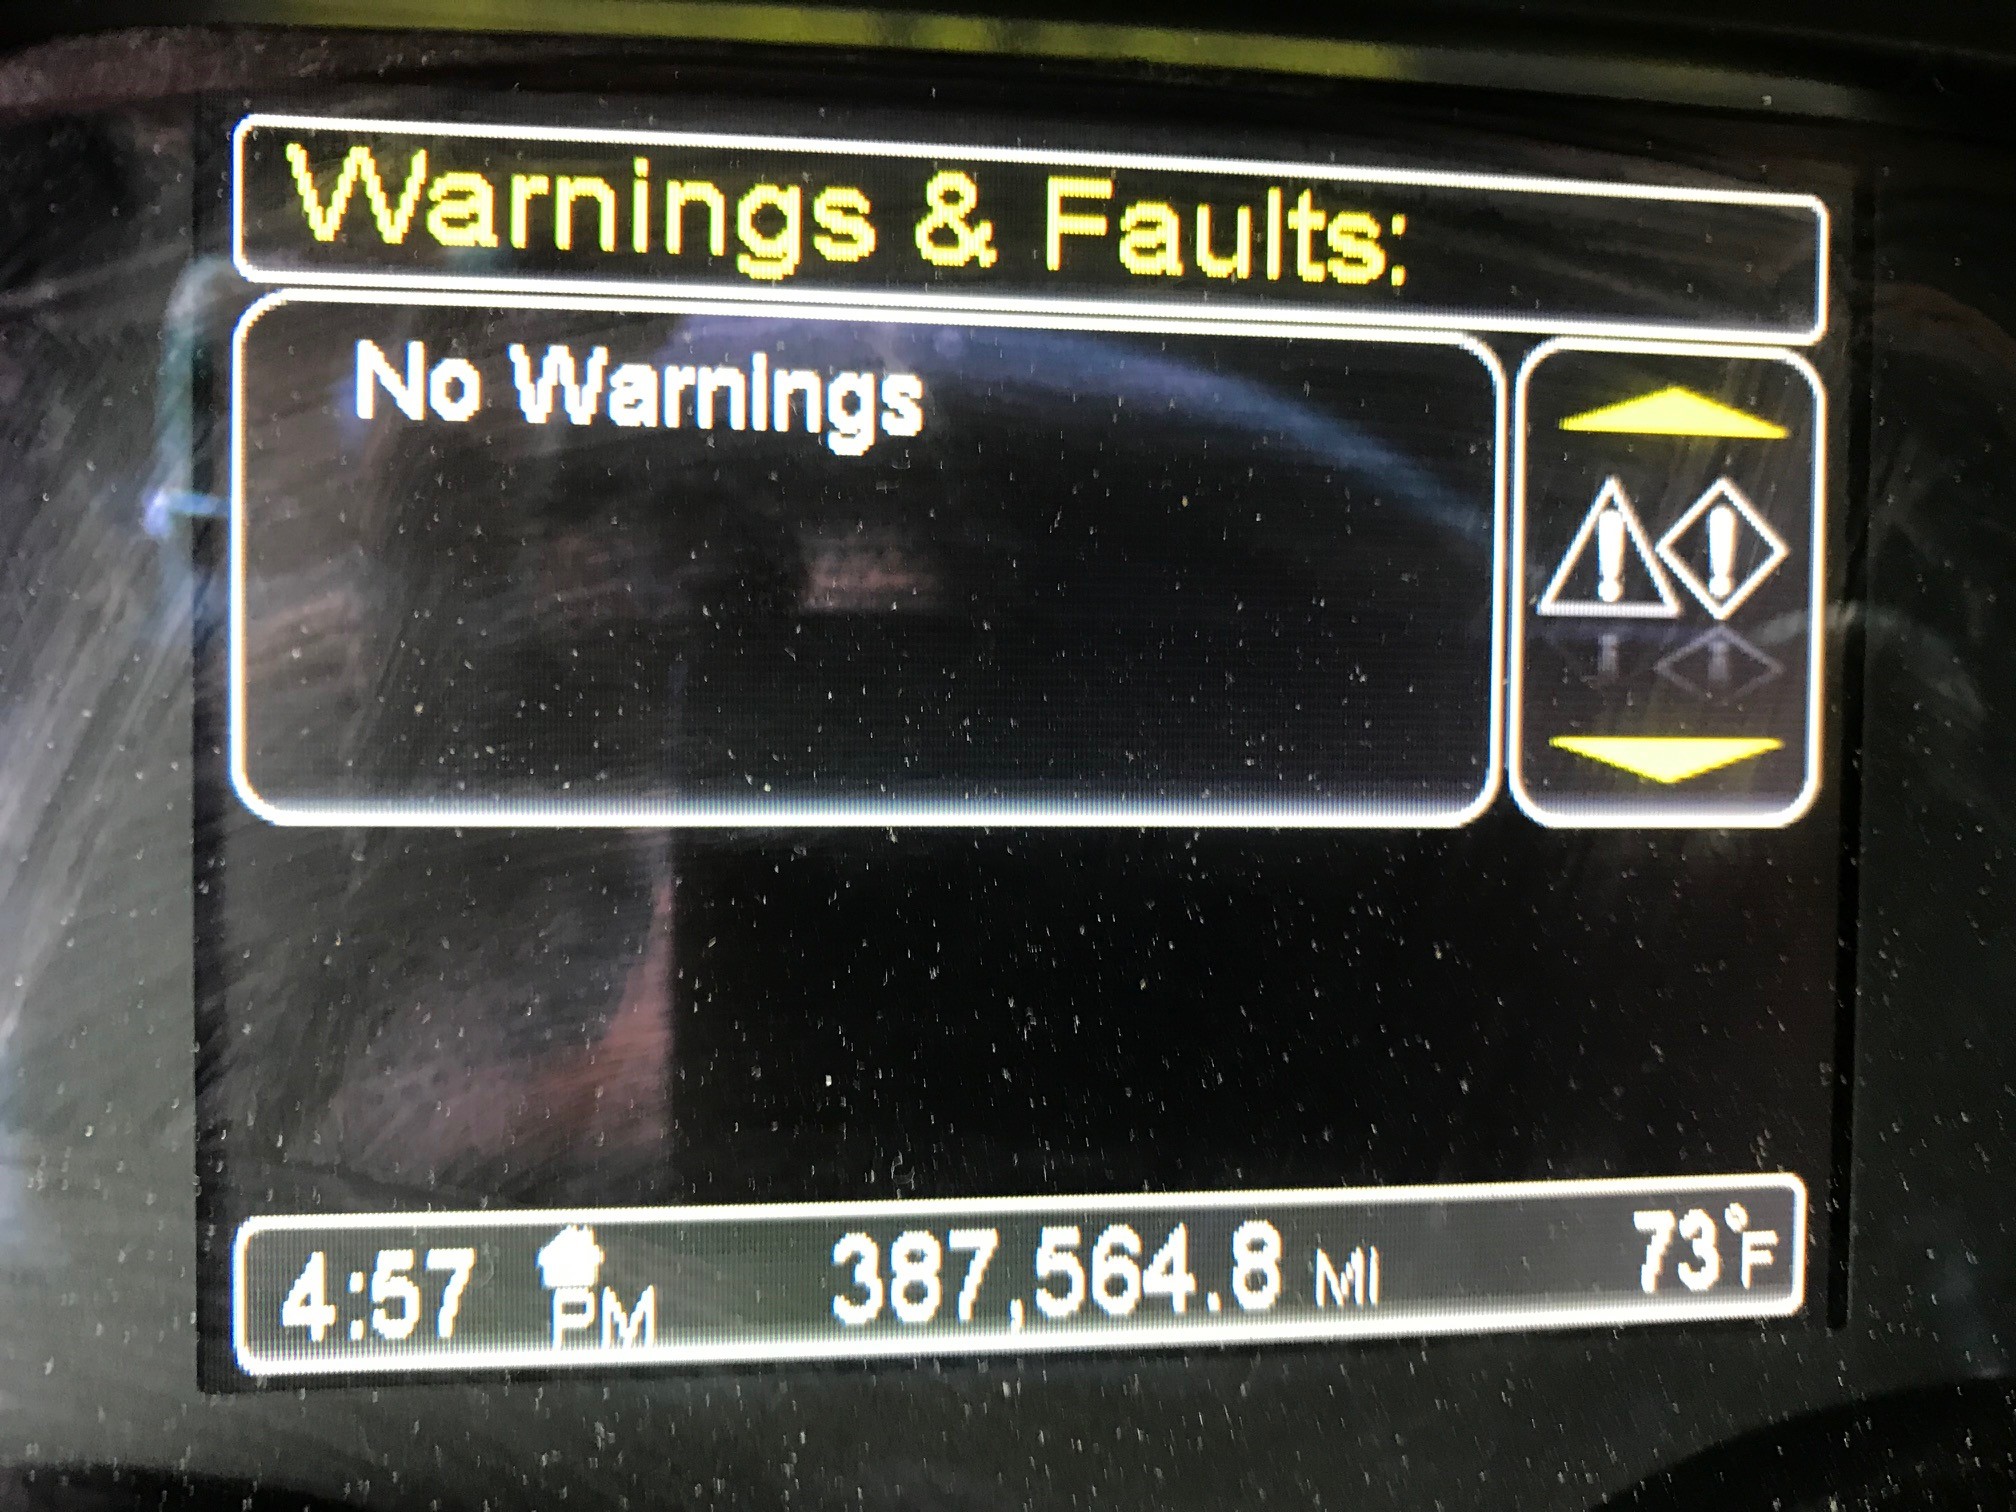 Warnings & Faults:
No Warnings
4:57 PM 387,564.8 MI 73°F